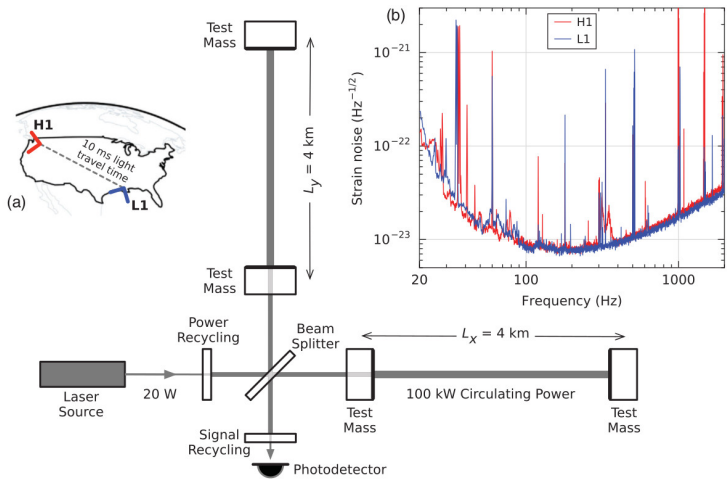 (a)
H1
10 ms light
travel time
L1
Test
Mass
L_y = 4 km
Test
Mass
Power
Recycling
Beam
Splitter
Laser
Source
20 W
L_x = 4 km
100 kW Circulating Power
Test
Mass
Test
Mass
Signal
Recycling
Photodetector
(b)
H1
L1
Strain noise (Hz^{-1/2})
10^{-21}
10^{-22}
10^{-23}
20
100
1000
Frequency (Hz)